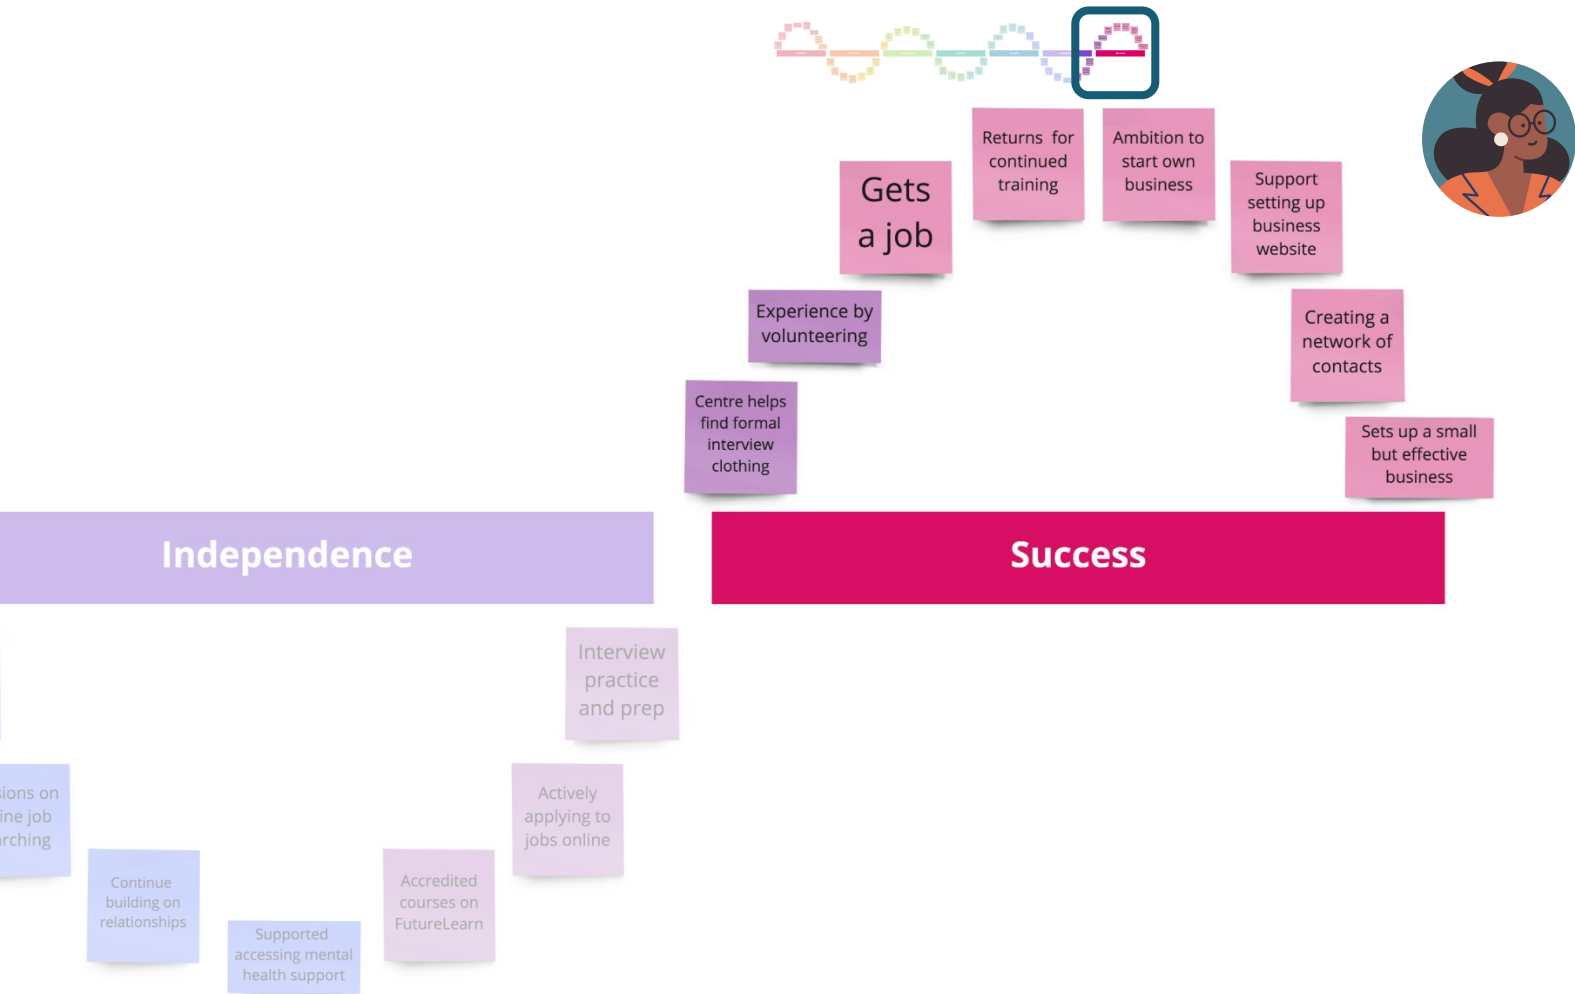 Returns for
continued
training
Ambition to
start own
business
Gets
a job
Support
setting up
business
website
Experience by
volunteering
Creating a
network of
contacts
Centre helps
find formal
interview
clothing
Sets up a small
but effective
business
Independence
Success
Interview
practice
and prep
Actively
applying to
jobs online
job
Continue
building on
relationships
Accredited
courses on
FutureLearn
Supported
accessing mental
health support